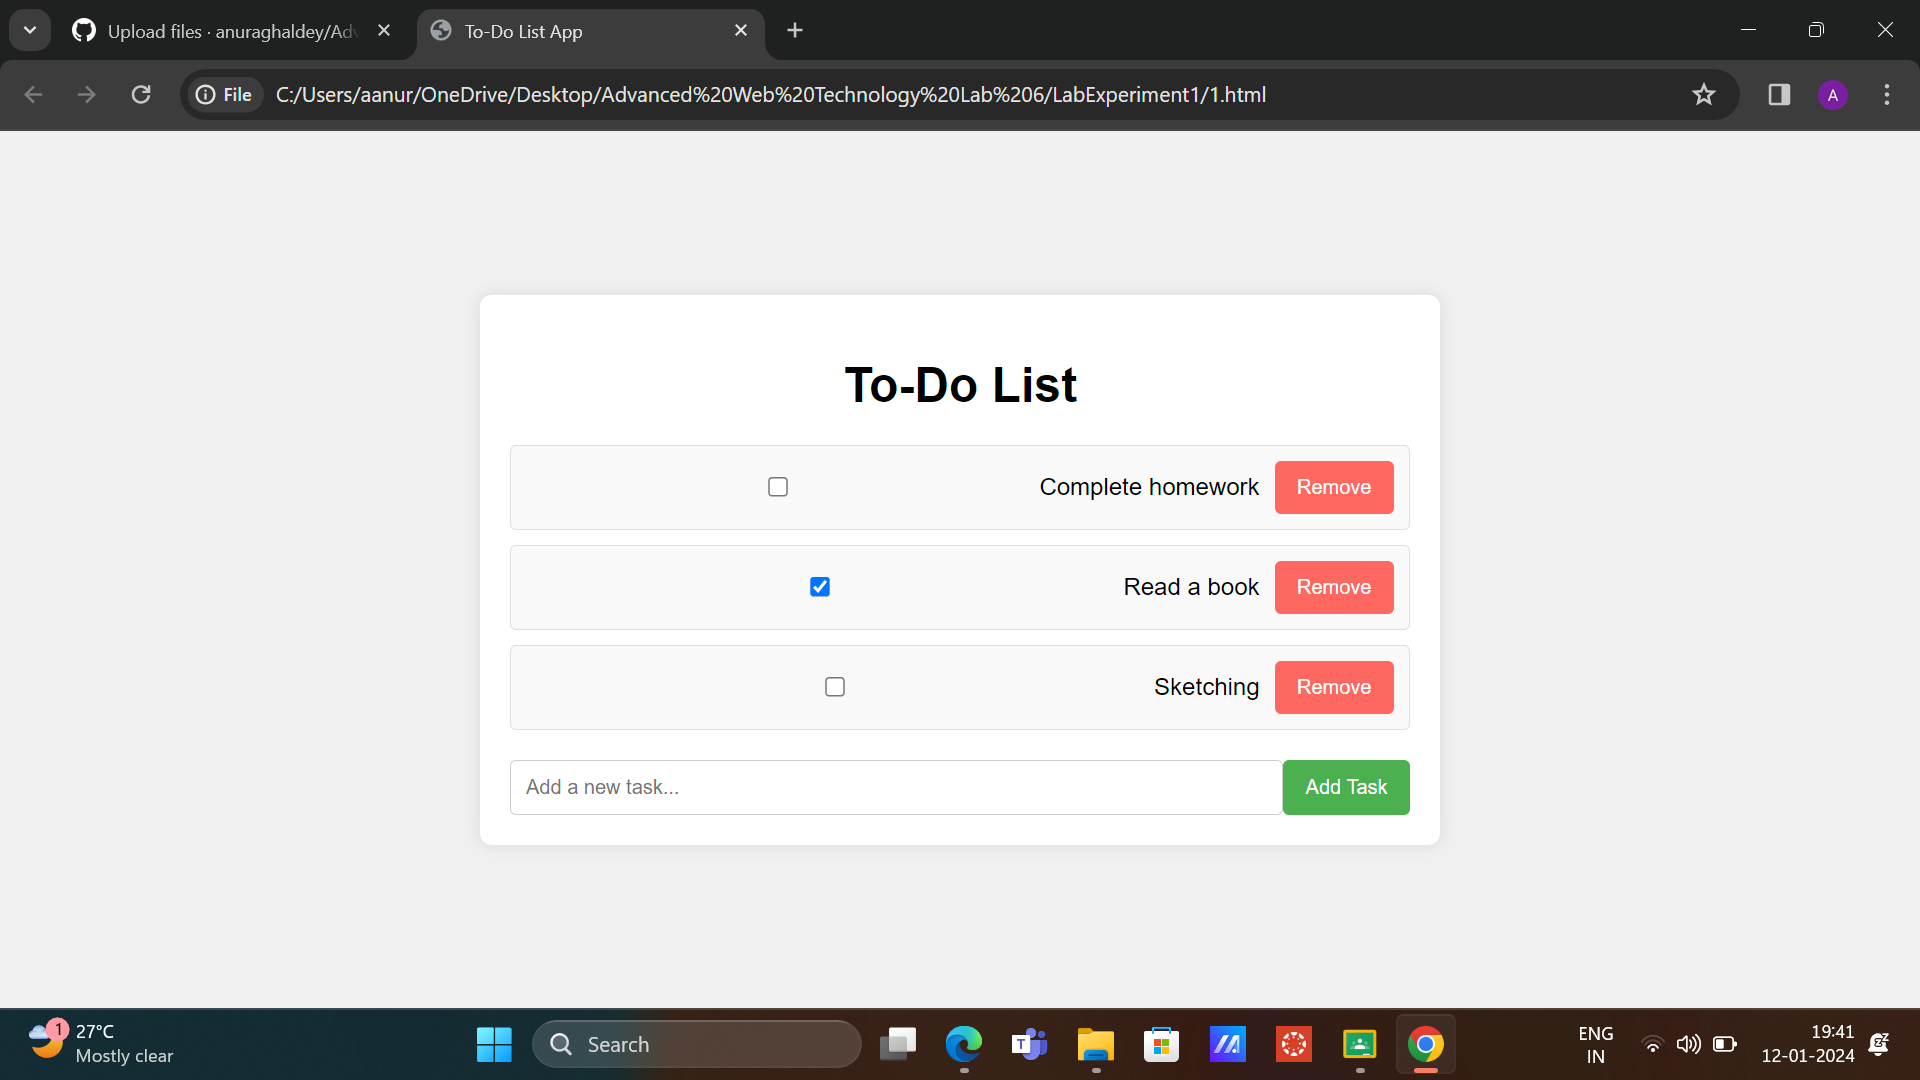 Upload files · anuraghaldey/Adv
To-Do List App
File
C:/Users/aanur/OneDrive/Desktop/Advanced%20Web%20Technology%20Lab%206/LabExperiment1/1.html
A
To-Do List
Complete homework Remove
Read a book Remove
Sketching Remove
Add a new task... Add Task
1
27°C
Mostly clear
Search
T
ENG
IN
19:41
12-01-2024